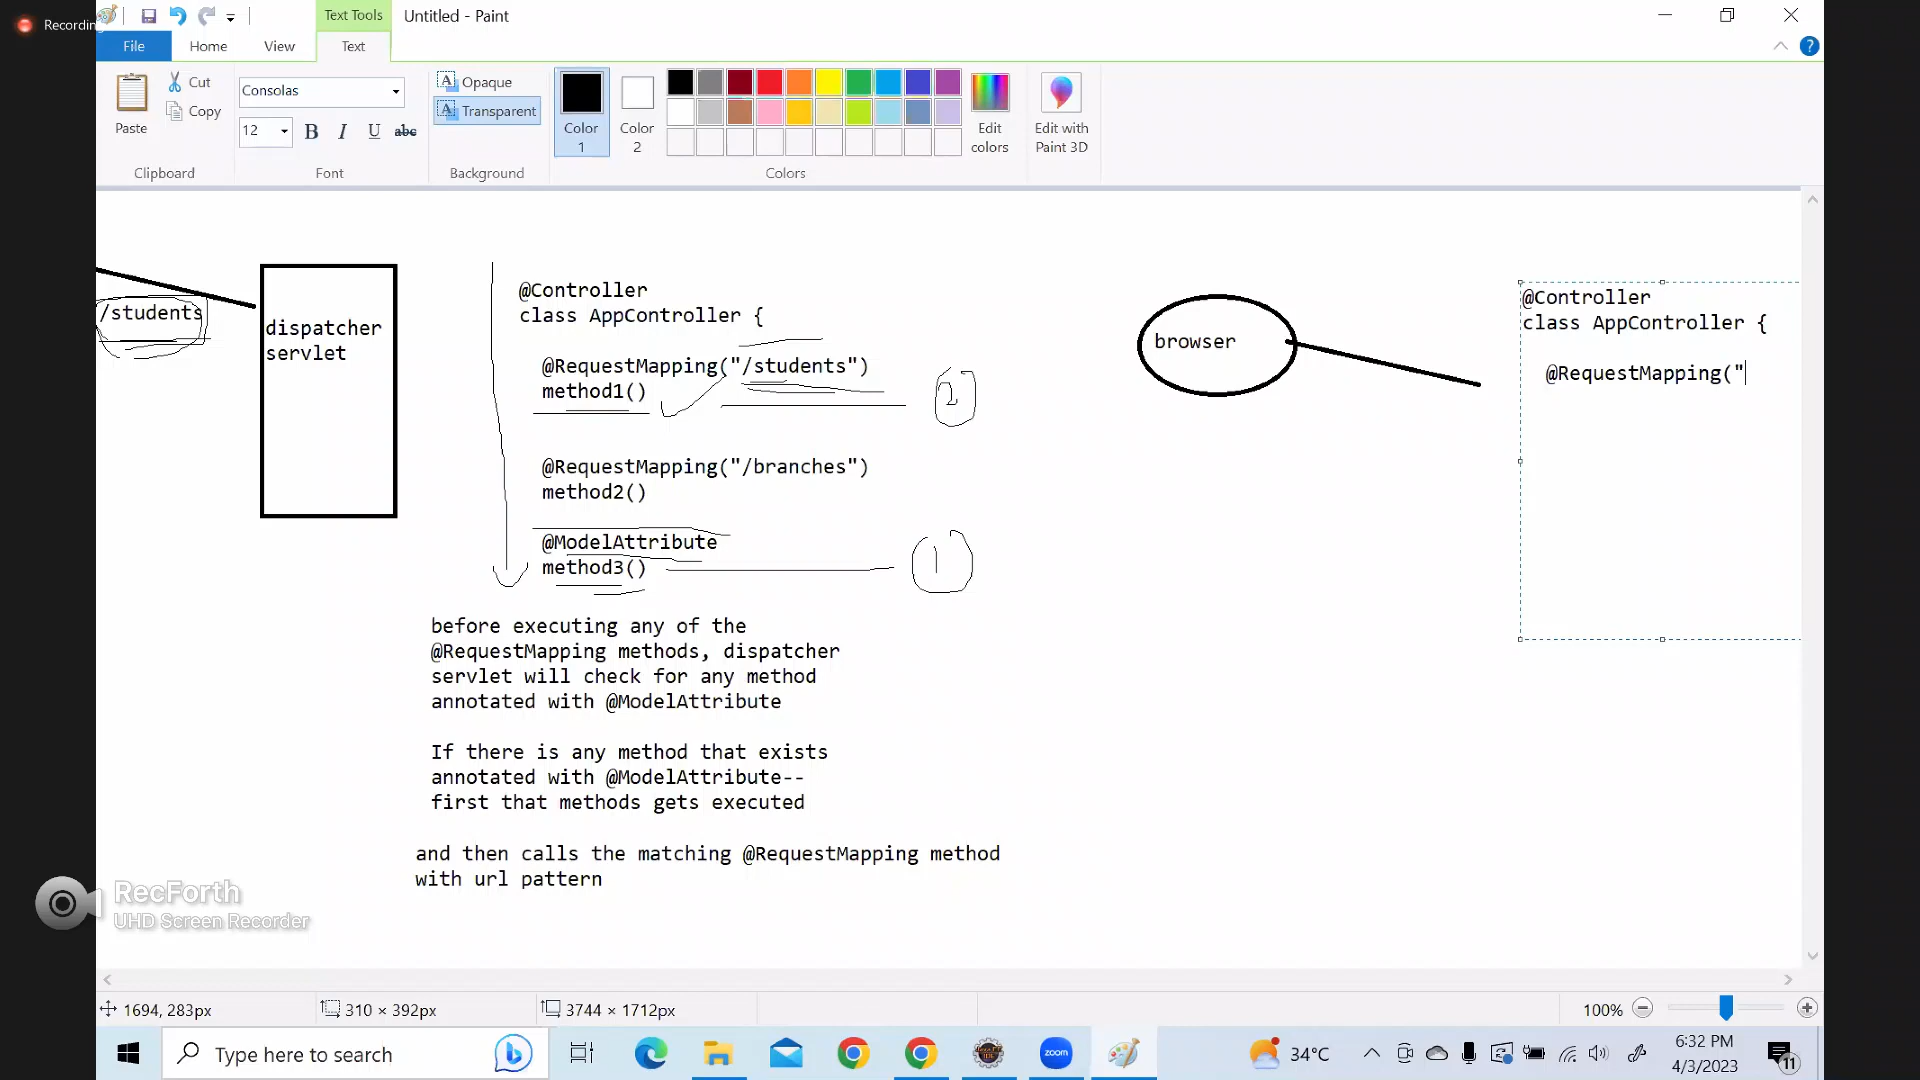 Recording
Text Tools
Untitled - Paint
File
Home
View
Text
Paste
Cut
Copy
Clipboard
Consolas
12
B
I
U
abc
Font
Opaque
Transparent
Background
Color 1
Color 2
Edit colors
Colors
Edit with Paint 3D
/students
dispatcher
servlet
@Controller
class AppController {
@RequestMapping("/students")
method1()
2
@RequestMapping("/branches")
method2()
@ModelAttribute
method3()
1
before executing any of the
@RequestMapping methods, dispatcher
servlet will check for any method
annotated with @ModelAttribute
If there is any method that exists
annotated with @ModelAttribute--
first that methods gets executed
and then calls the matching @RequestMapping method
with url pattern
browser
@Controller
class AppController {
@RequestMapping("
RecForth
UHD Screen Recorder
1694, 283px
310 × 392px
3744 × 1712px
100%
Type here to search
zoom
34°C
6:32 PM
4/3/2023
11